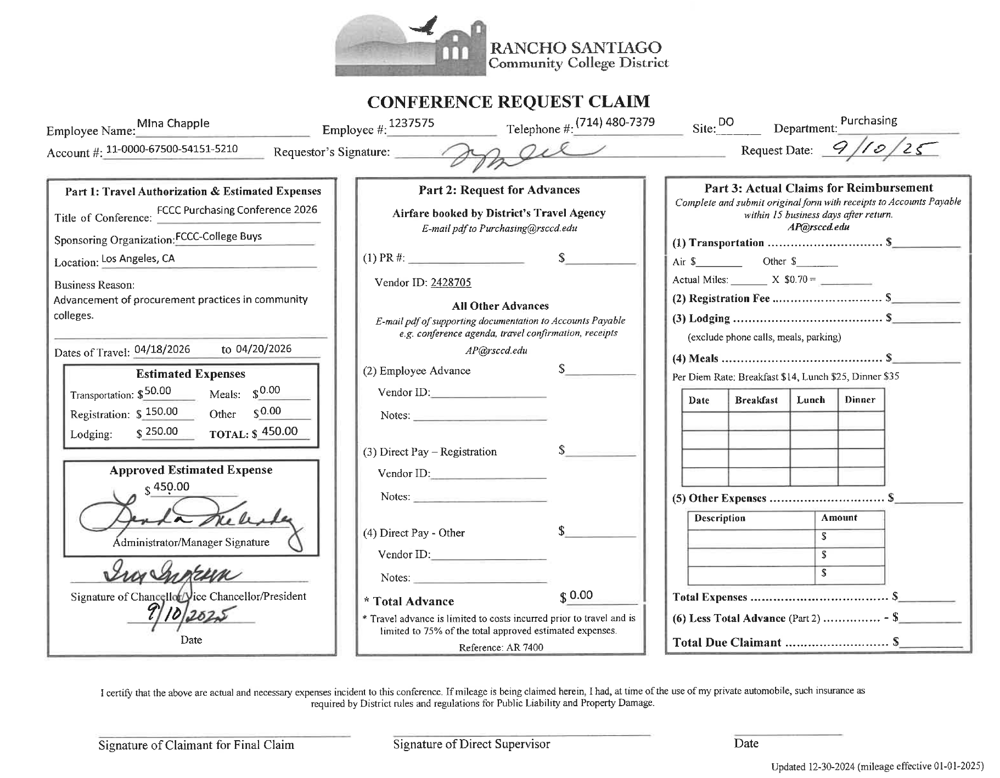 RANCHO SANTIAGO
Community College District
CONFERENCE REQUEST CLAIM
Employee Name: MIna Chapple Employee #: 1237575 Telephone #: (714) 480-7379 Site: DO Department: Purchasing
Account #: 11-0000-67500-54151-5210 Requestor's Signature: Request Date: 9/10/25
Part 1: Travel Authorization & Estimated Expenses
Title of Conference: FCCC Purchasing Conference 2026
Sponsoring Organization: FCCC-College Buys
Location: Los Angeles, CA
Business Reason:
Advancement of procurement practices in community
colleges.
Dates of Travel: 04/18/2026 to 04/20/2026
Estimated Expenses
Transportation: $ 50.00 Meals: $ 0.00
Registration: $ 150.00 Other $ 0.00
Lodging: $ 250.00 TOTAL: $ 450.00
Approved Estimated Expense
$ 450.00
Administrator/Manager Signature
Signature of Chancellor/Vice Chancellor/President
9/10/2025
Date
Part 2: Request for Advances
Airfare booked by District's Travel Agency
E-mail pdf to Purchasing@rsccd.edu
(1) PR #: $
Vendor ID: 2428705
All Other Advances
E-mail pdf of supporting documentation to Accounts Payable
e.g. conference agenda, travel confirmation, receipts
AP@rsccd.edu
(2) Employee Advance $
Vendor ID:
Notes:
(3) Direct Pay – Registration $
Vendor ID:
Notes:
(4) Direct Pay - Other $
Vendor ID:
Notes:
* Total Advance $ 0.00
* Travel advance is limited to costs incurred prior to travel and is
limited to 75% of the total approved estimated expenses.
Reference: AR 7400
Part 3: Actual Claims for Reimbursement
Complete and submit original form with receipts to Accounts Payable
within 15 business days after return.
AP@rsccd.edu
(1) Transportation .................................. $
Air $ Other $
Actual Miles: X $0.70 =
(2) Registration Fee ................................ $
(3) Lodging ............................................ $
(exclude phone calls, meals, parking)
(4) Meals ............................................... $
Per Diem Rate: Breakfast $14, Lunch $25, Dinner $35
Date Breakfast Lunch Dinner
(5) Other Expenses .................................. $
Description Amount
$
$
$
Total Expenses ......................................... $
(6) Less Total Advance (Part 2) ................ - $
Total Due Claimant .............................. $
I certify that the above are actual and necessary expenses incident to this conference. If mileage is being claimed herein, I had, at time of the use of my private automobile, such insurance as
required by District rules and regulations for Public Liability and Property Damage.
Signature of Claimant for Final Claim Signature of Direct Supervisor Date
Updated 12-30-2024 (mileage effective 01-01-2025)